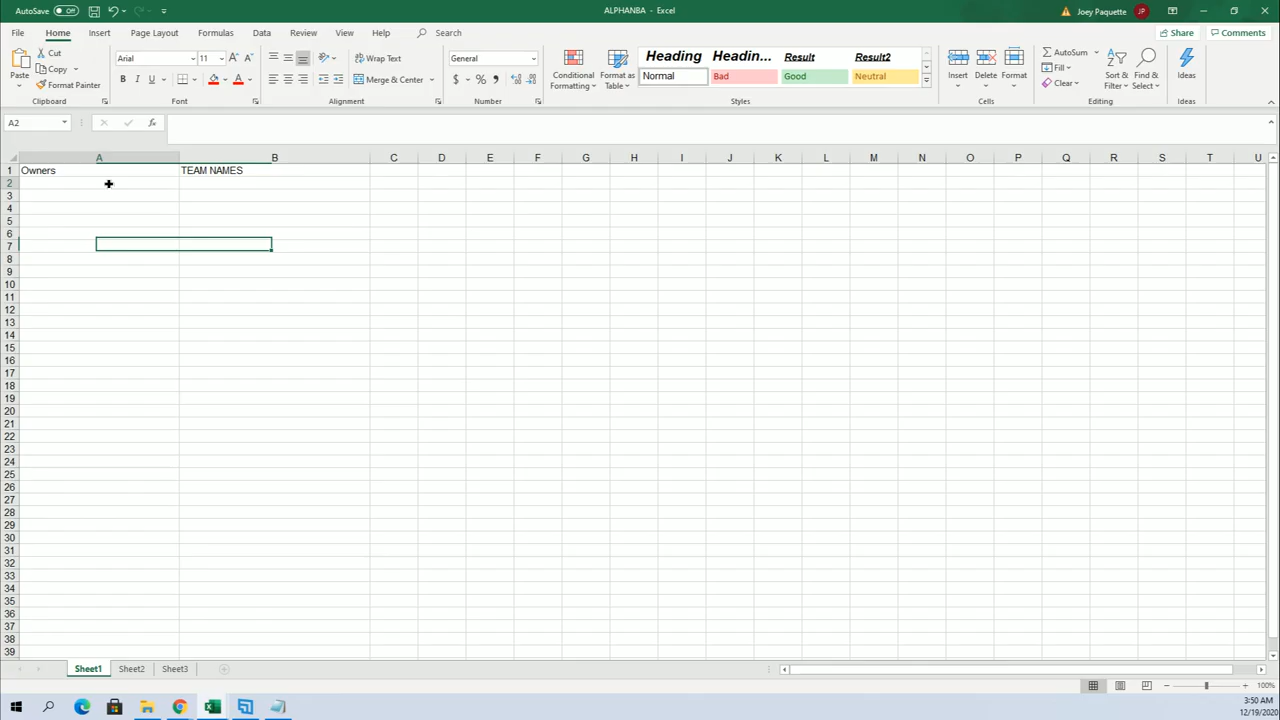 AutoSave Off ALPHANBA - Excel Joey Paquette JP
File Home Insert Page Layout Formulas Data Review View Help Search Share Comments
Paste Cut Copy Format Painter Clipboard
Arial 11 B I U A Font
Wrap Text Merge & Center Alignment
General $ % , Number
Conditional Formatting Format as Table
Heading Headin... Result Result2
Normal Bad Good Neutral
Styles
Insert Delete Format Cells
AutoSum Fill Clear Sort & Filter Find & Select Editing
Ideas Ideas
A2 fx
A B C D E F G H I J K L M N O P Q R S T U
1 Owners TEAM NAMES
2
3
4
5
6
7
8
9
10
11
12
13
14
15
16
17
18
19
20
21
22
23
24
25
26
27
28
29
30
31
32
33
34
35
36
37
38
39
Sheet1 Sheet2 Sheet3
100%
3:50 AM
12/19/2020